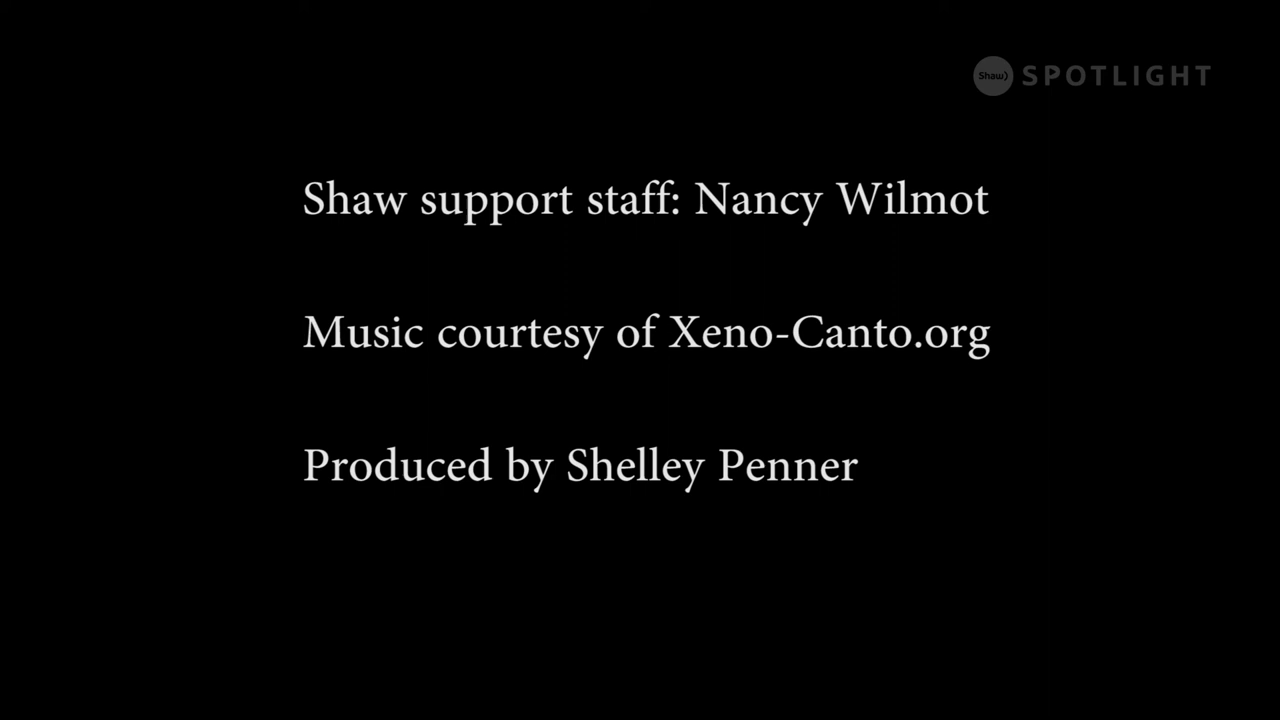 Shaw) SPOTLIGHT
Shaw support staff: Nancy Wilmot
Music courtesy of Xeno-Canto.org
Produced by Shelley Penner